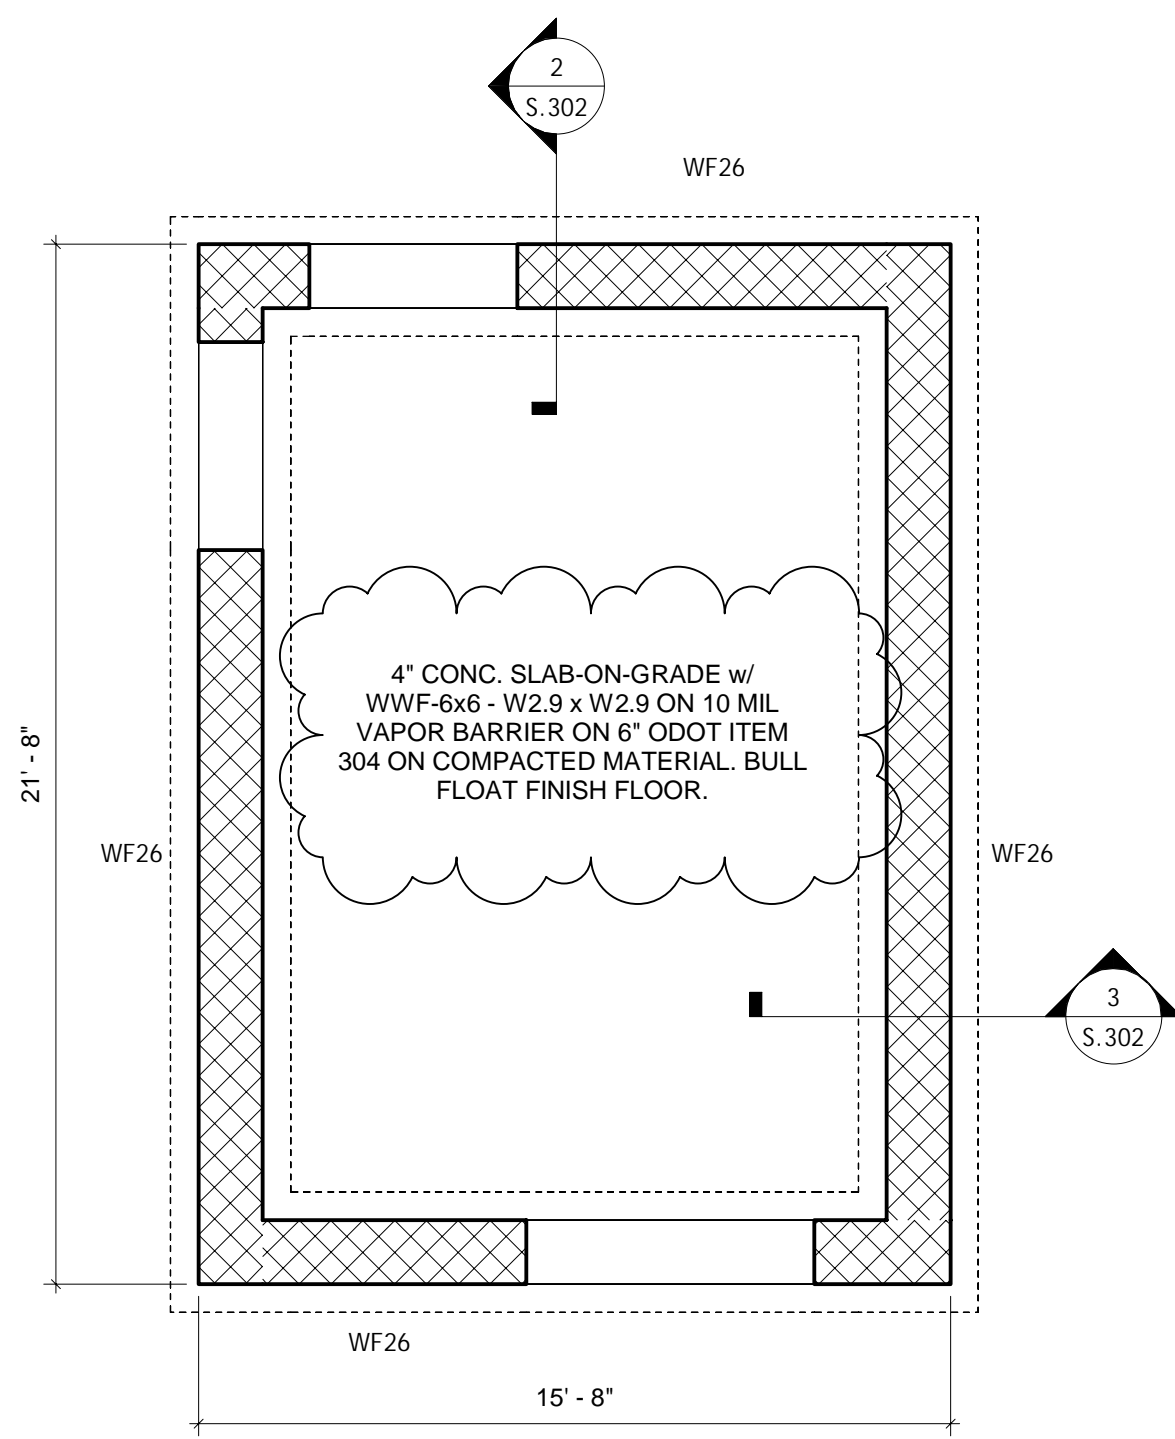 2
S.302
WF26
4" CONC. SLAB-ON-GRADE w/
WWF-6x6 - W2.9 x W2.9 ON 10 MIL
VAPOR BARRIER ON 6" ODOT ITEM
304 ON COMPACTED MATERIAL. BULL
FLOAT FINISH FLOOR.
21' - 8"
WF26
WF26
3
S.302
WF26
15' - 8"